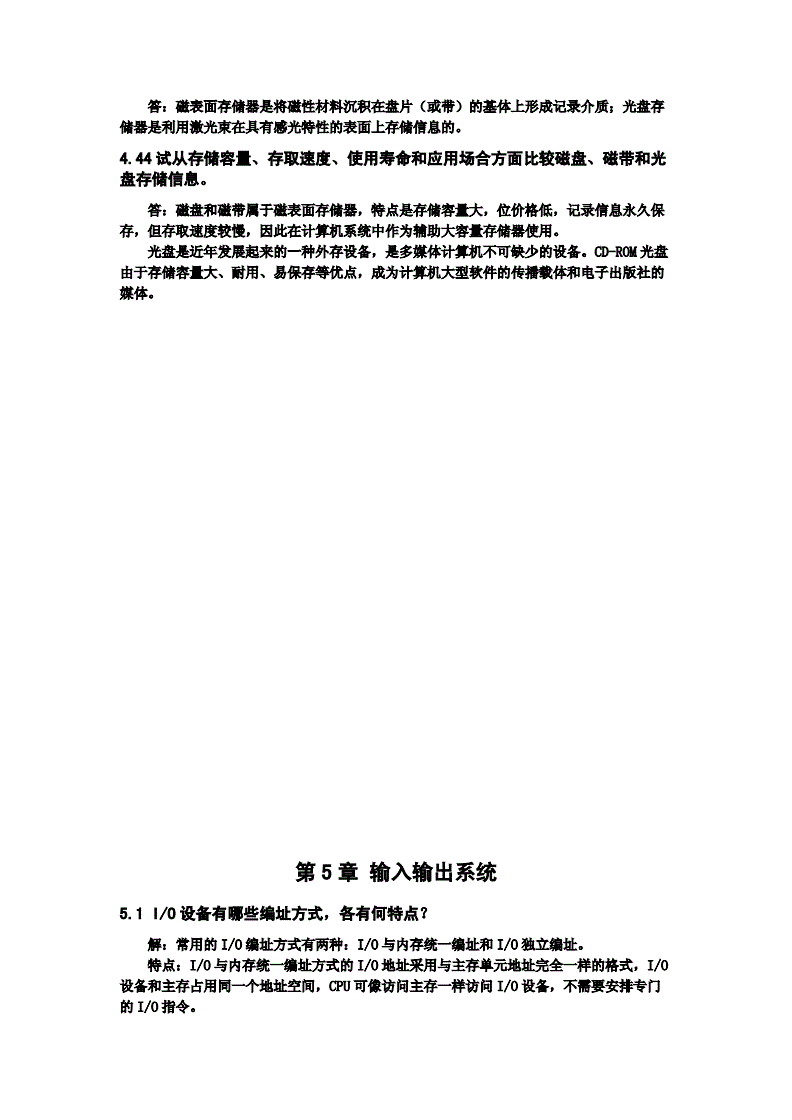 答：磁表面存储器是将磁性材料沉积在盘片（或带）的基体上形成记录介质；光盘存
储器是利用激光束在具有感光特性的表面上存储信息的。
4.44 试从存储容量、存取速度、使用寿命和应用场合方面比较磁盘、磁带和光
盘存储信息。
答：磁盘和磁带属于磁表面存储器，特点是存储容量大，位价格低，记录信息永久保
存，但存取速度较慢，因此在计算机系统中作为辅助大容量存储器使用。
光盘是近年发展起来的一种外存设备，是多媒体计算机不可缺少的设备。CD-ROM 光盘
由于存储容量大、耐用、易保存等优点，成为计算机大型软件的传播载体和电子出版社的
媒体。
第 5 章 输入输出系统
5.1 I/O 设备有哪些编址方式，各有何特点？
解：常用的 I/O 编址方式有两种：I/O 与内存统一编址和 I/O 独立编址。
特点：I/O 与内存统一编址方式的 I/O 地址采用与主存单元地址完全一样的格式，I/O
设备和主存占用同一个地址空间，CPU 可像访问主存一样访问 I/O 设备，不需要安排专门
的 I/O 指令。